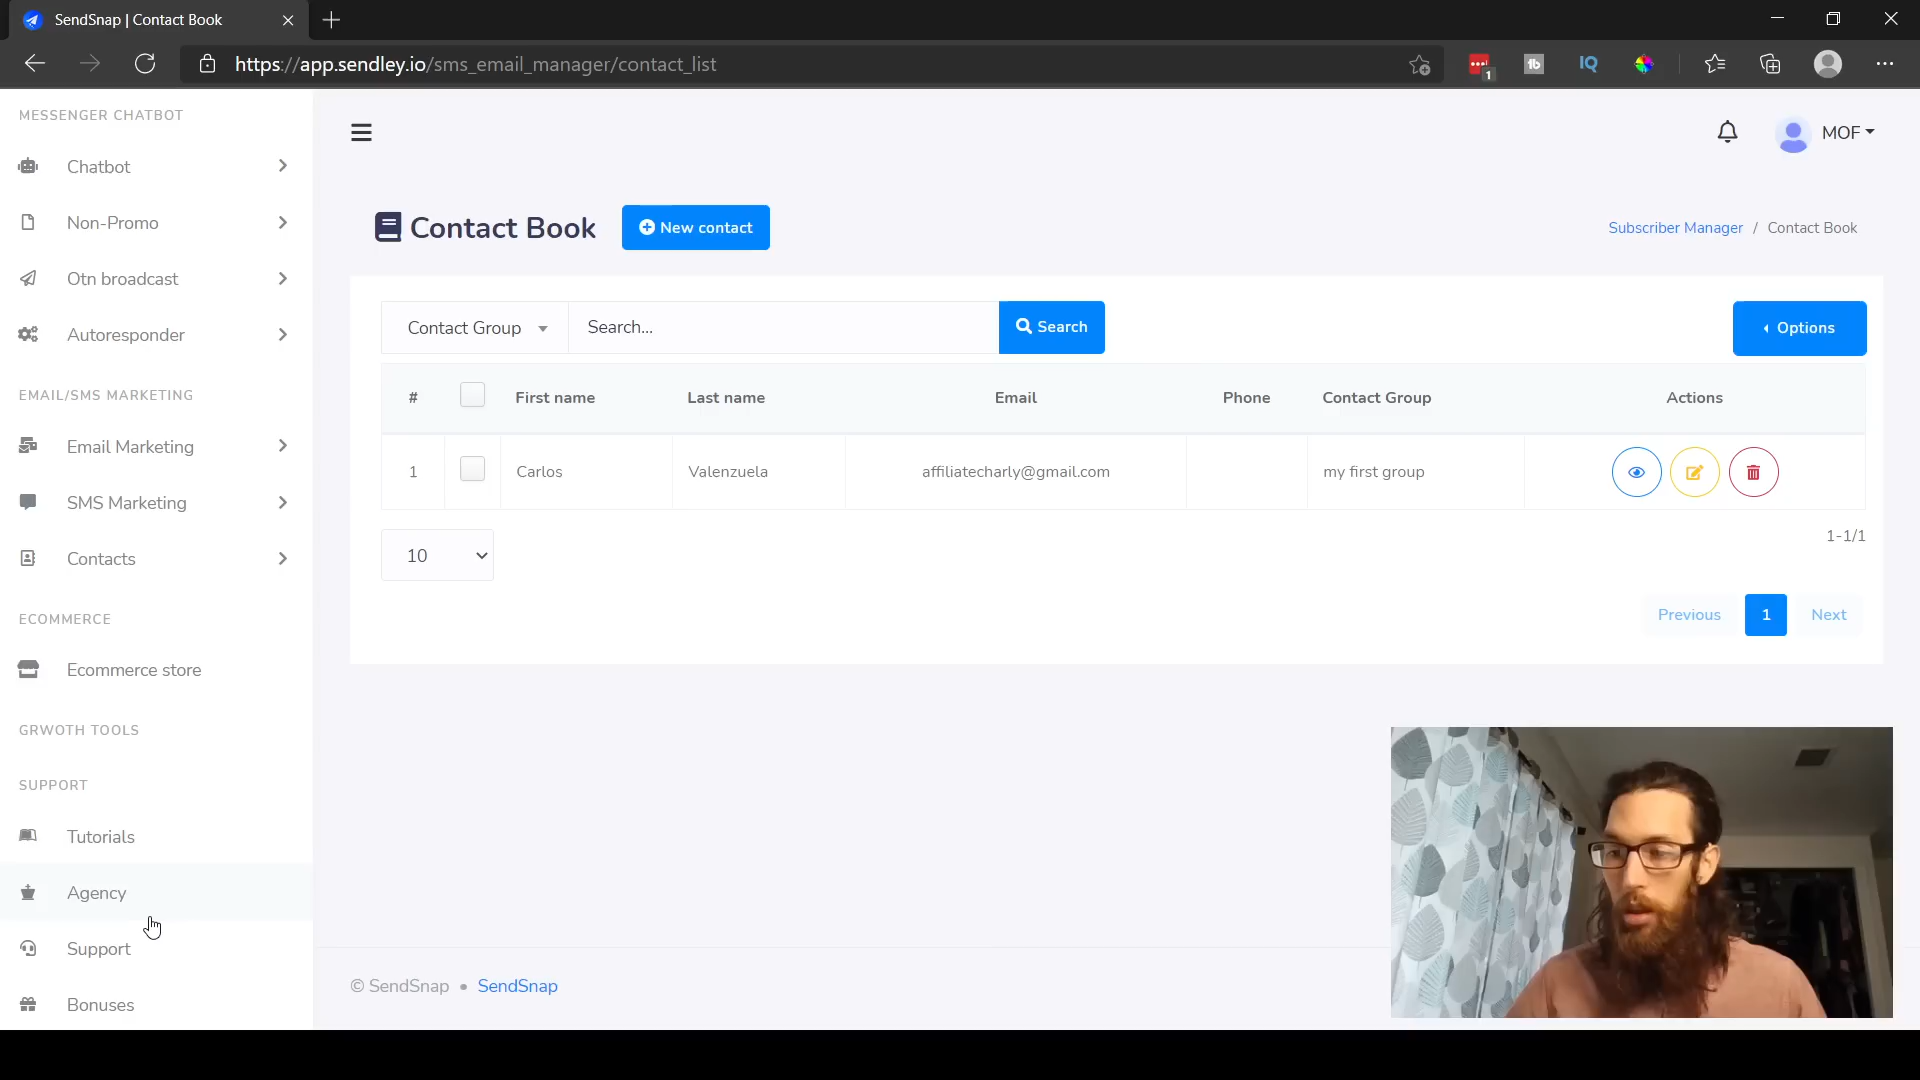 SendSnap | Contact Book
https://app.sendley.io/sms_email_manager/contact_list
1
tb
IQ
MESSENGER CHATBOT
Chatbot
Non-Promo
Otn broadcast
Autoresponder
EMAIL/SMS MARKETING
Email Marketing
SMS Marketing
Contacts
ECOMMERCE
Ecommerce store
GRWOTH TOOLS
SUPPORT
Tutorials
Agency
Support
Bonuses
MOF
Contact Book
New contact
Subscriber Manager / Contact Book
Contact Group
Search...
Search
Options
# First name Last name Email Phone Contact Group Actions
1 Carlos Valenzuela affiliatecharly@gmail.com my first group
10
1-1/1
Previous 1 Next
© SendSnap • SendSnap